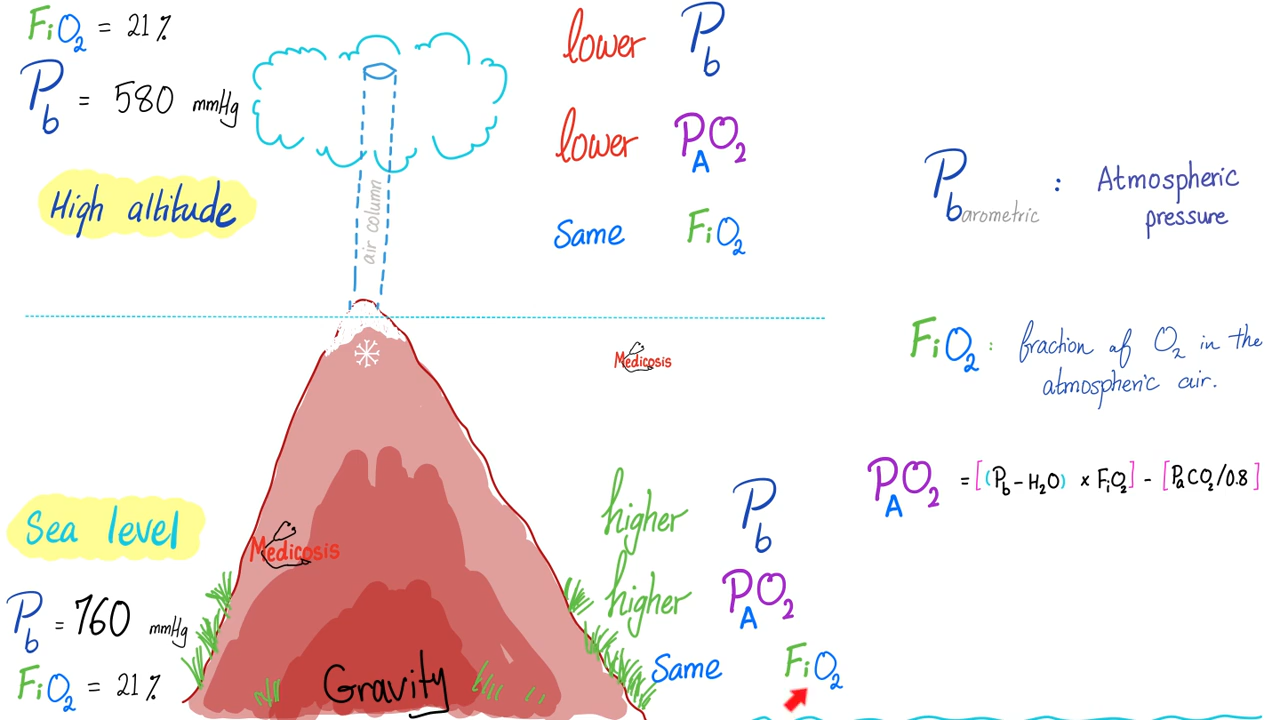 FiO2 = 21%
Pb = 580 mmHg
High altitude
air column
lower Pb
lower PAO2
Same FiO2
Pbarometric : Atmospheric
pressure
FiO2 : fraction of O2 in the
atmospheric air.
PAO2 = [(Pb - H2O) x FiO2] - [PaCO2/0.8]
Medicosis
Sea level
Pb = 760 mmHg
FiO2 = 21%
Medicosis
Gravity
higher Pb
higher PAO2
Same FiO2